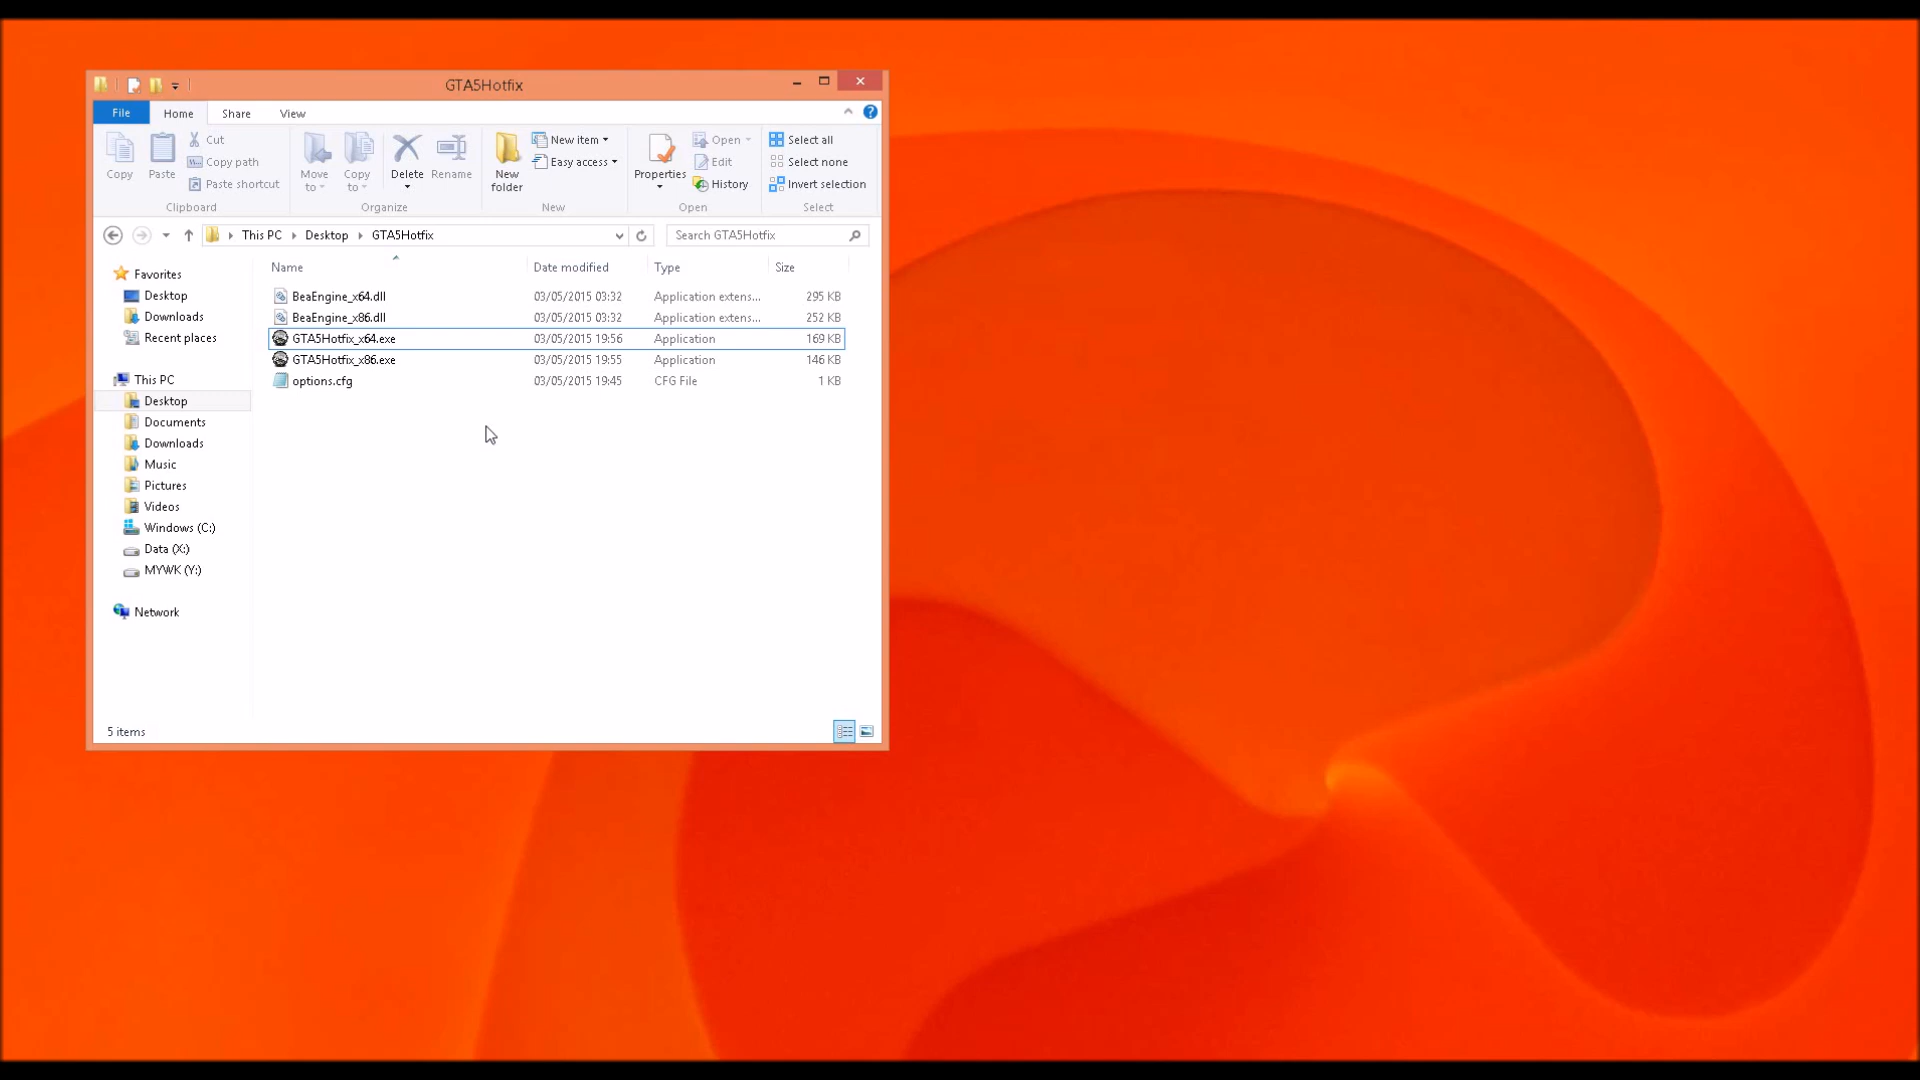 GTA5Hotfix
File Home Share View
Copy
Paste
Cut
Copy path
Paste shortcut
Clipboard
Move to
Copy to
Delete
Rename
Organize
New folder
New item
Easy access
New
Properties
Open
Edit
History
Open
Select all
Select none
Invert selection
Select
This PC Desktop GTA5Hotfix
Search GTA5Hotfix
Favorites
Desktop
Downloads
Recent places
This PC
Desktop
Documents
Downloads
Music
Pictures
Videos
Windows (C:)
Data (X:)
MYWK (Y:)
Network
Name Date modified Type Size
BeaEngine_x64.dll 03/05/2015 03:32 Application extens... 295 KB
BeaEngine_x86.dll 03/05/2015 03:32 Application extens... 252 KB
GTA5Hotfix_x64.exe 03/05/2015 19:56 Application 169 KB
GTA5Hotfix_x86.exe 03/05/2015 19:55 Application 146 KB
options.cfg 03/05/2015 19:45 CFG File 1 KB
5 items